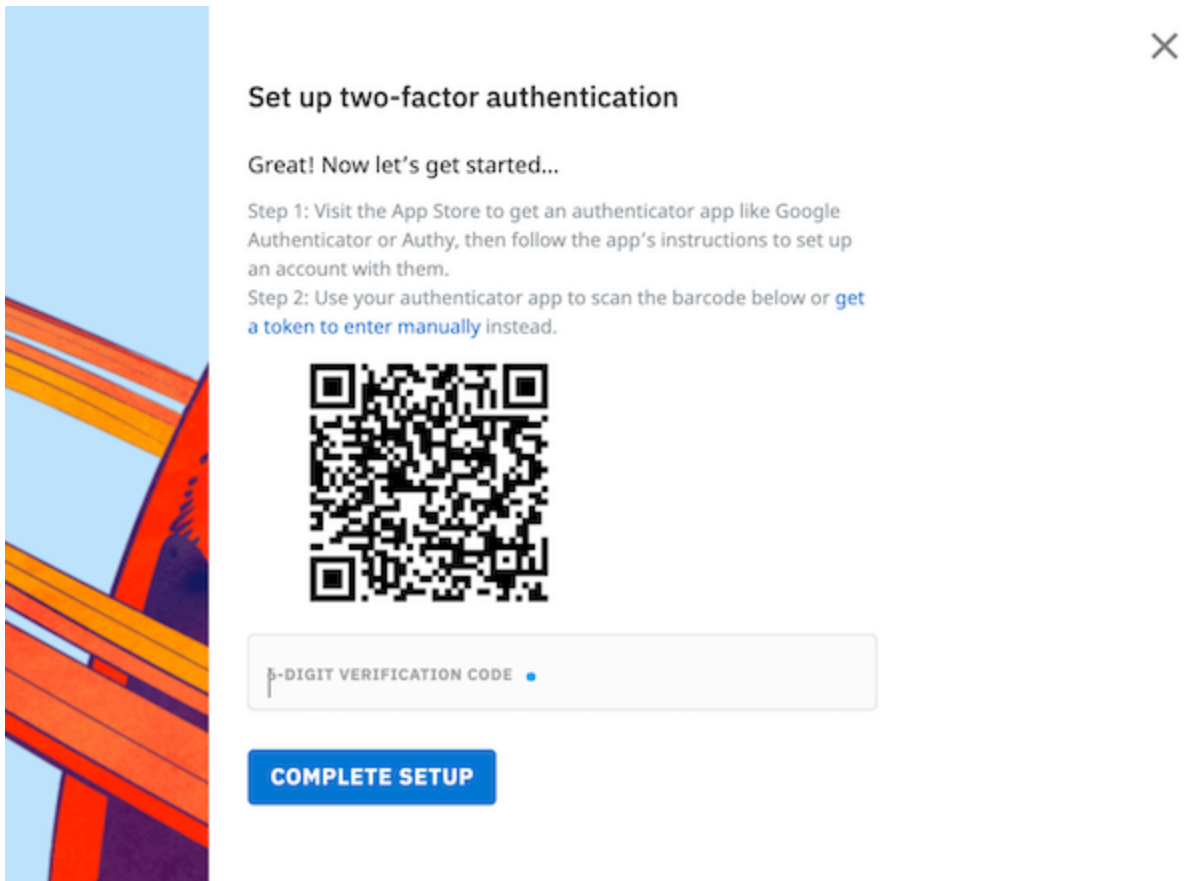 Set up two-factor authentication
Great! Now let's get started...
Step 1: Visit the App Store to get an authenticator app like Google
Authenticator or Authy, then follow the app's instructions to set up
an account with them.
Step 2: Use your authenticator app to scan the barcode below or get
a token to enter manually instead.
6-DIGIT VERIFICATION CODE
COMPLETE SETUP